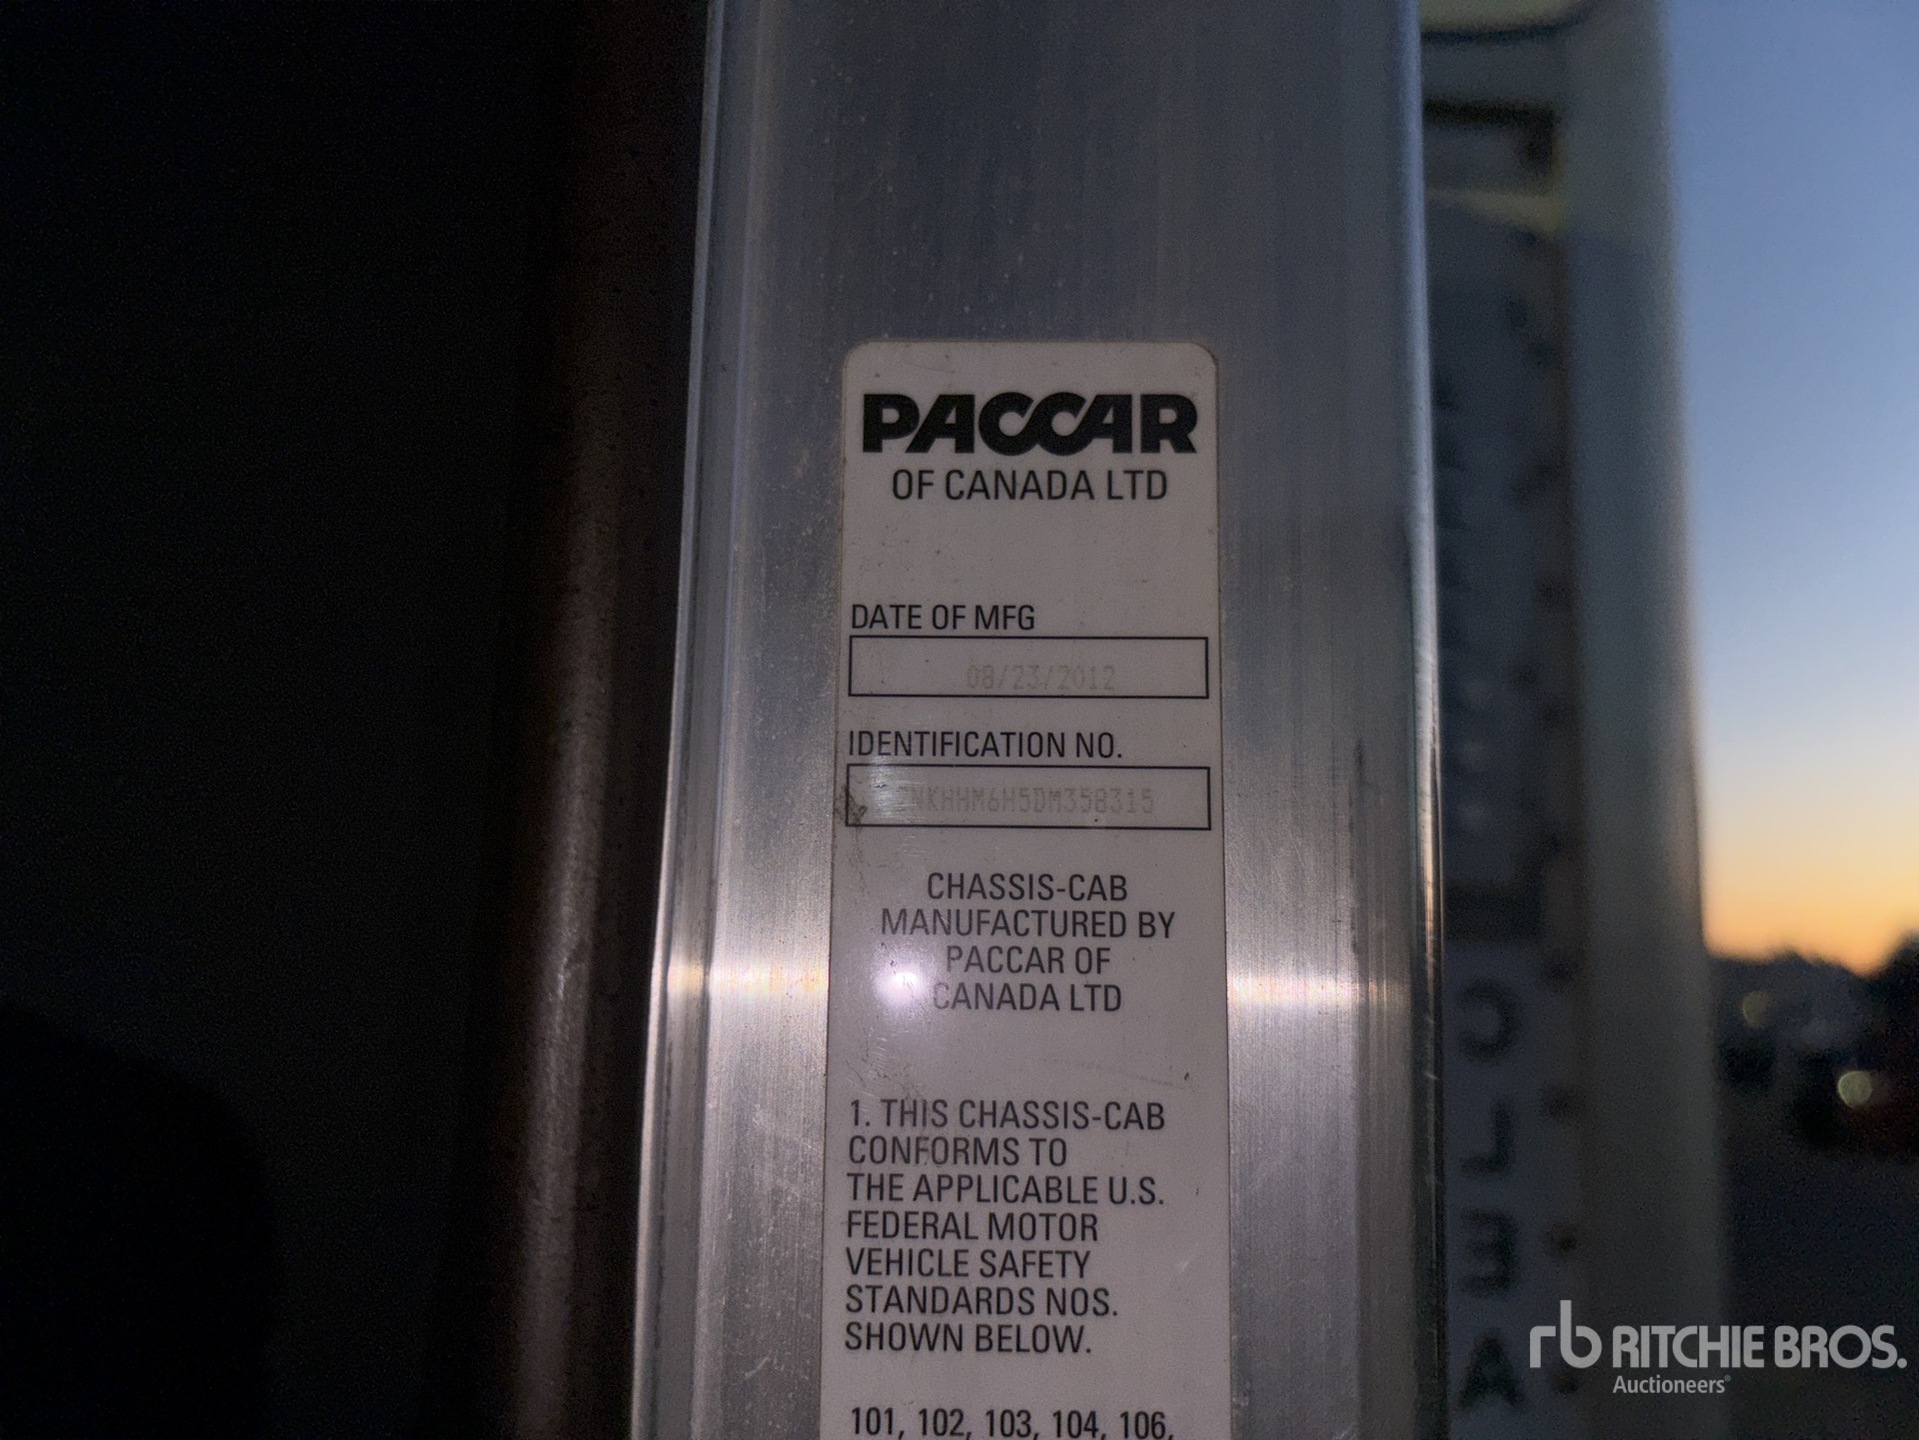 PACCAR
OF CANADA LTD
DATE OF MFG
08/23/2012
IDENTIFICATION NO.
NKHHM6H5DM358315
CHASSIS-CAB
MANUFACTURED BY
PACCAR OF
CANADA LTD
1. THIS CHASSIS-CAB
CONFORMS TO
THE APPLICABLE U.S.
FEDERAL MOTOR
VEHICLE SAFETY
STANDARDS NOS.
SHOWN BELOW.
101, 102, 103, 104, 106,
rb RITCHIE BROS.
Auctioneers®